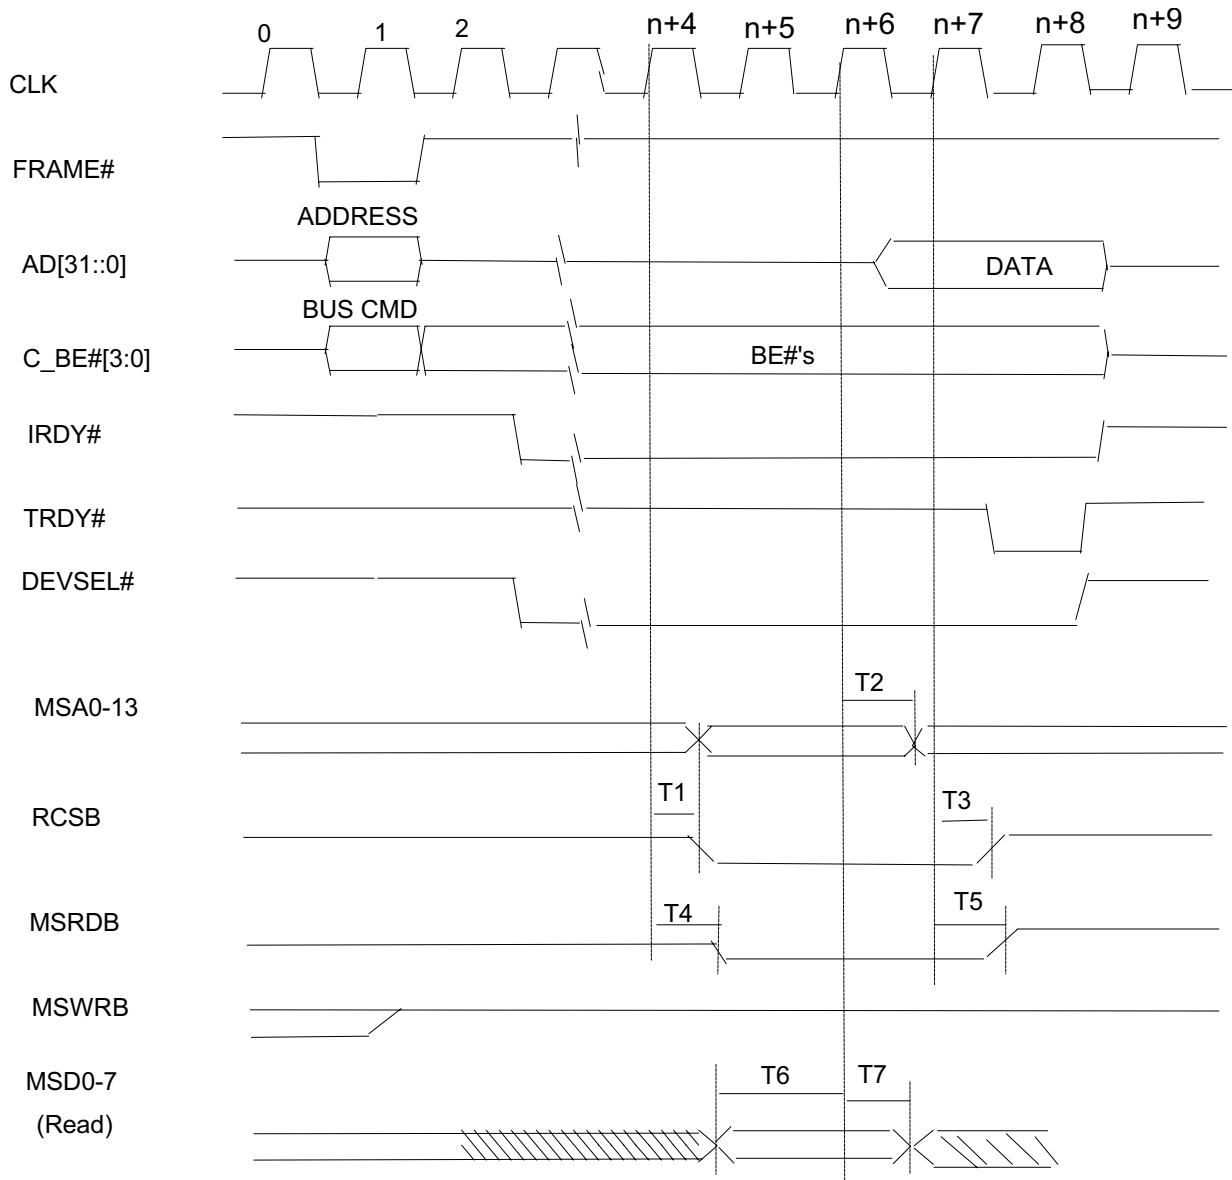 0 1 2 n+4 n+5 n+6 n+7 n+8 n+9
CLK
FRAME#
ADDRESS
AD[31::0]
DATA
BUS CMD
C_BE#[3:0]
BE#'s
IRDY#
TRDY#
DEVSEL#
T2
MSA0-13
T1
T3
RCSB
T4
T5
MSRDB
MSWRB
MSD0-7
T6
T7
(Read)